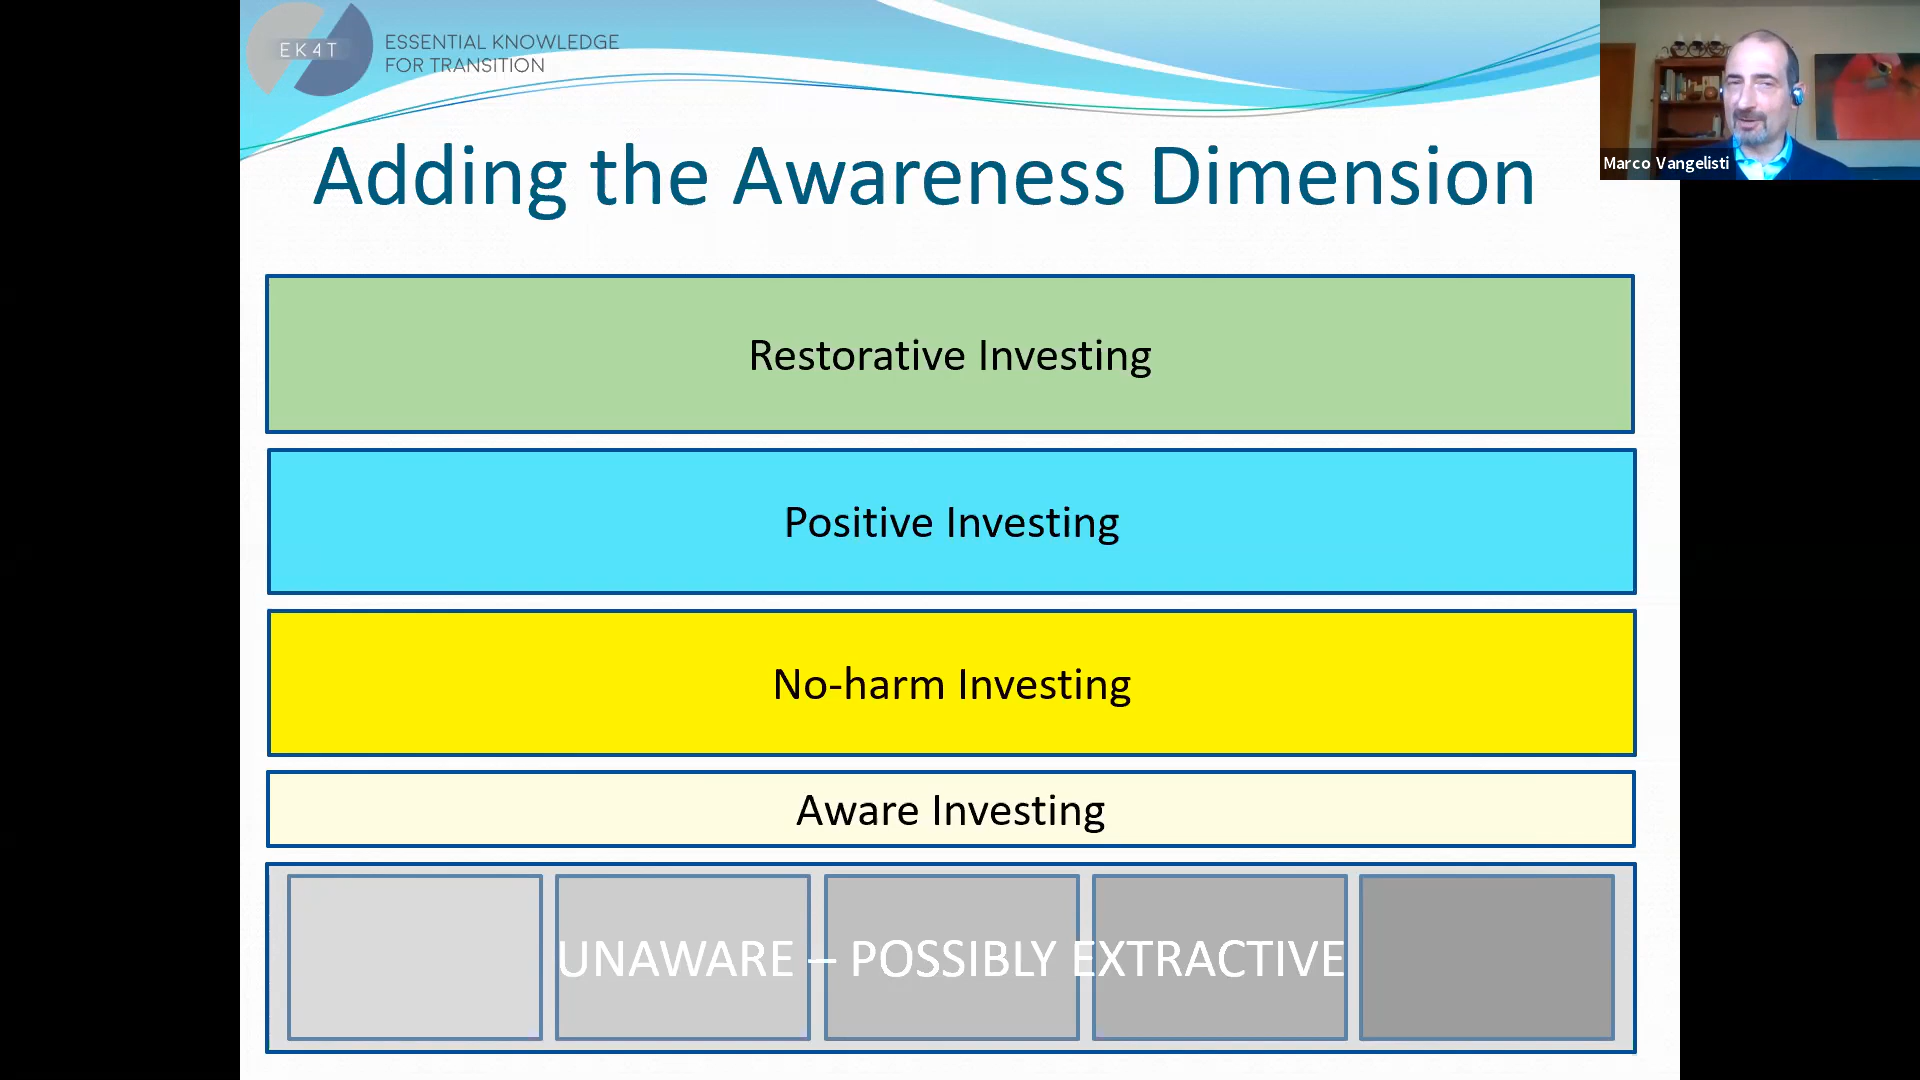 EK4T
ESSENTIAL KNOWLEDGE
FOR TRANSITION
Marco Vangelisti
Adding the Awareness Dimension
Restorative Investing
Positive Investing
No-harm Investing
Aware Investing
UNAWARE – POSSIBLY EXTRACTIVE